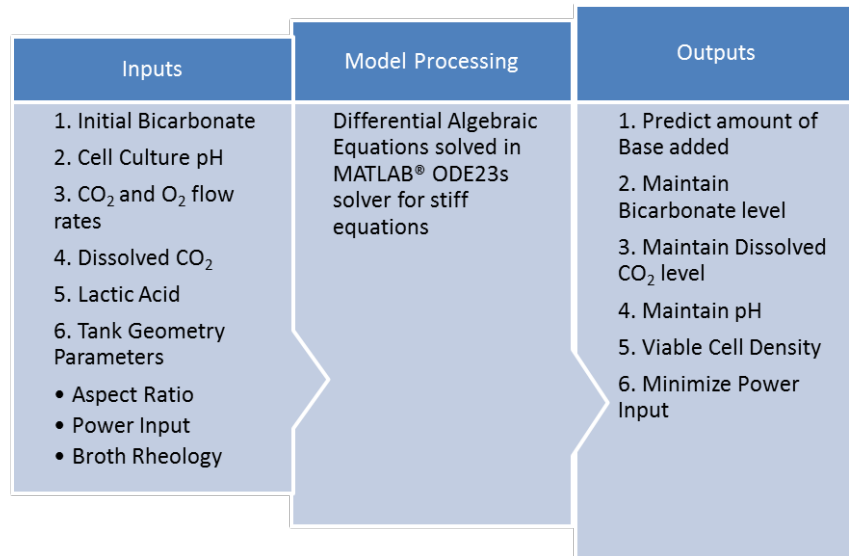 Inputs
1. Initial Bicarbonate
2. Cell Culture pH
3. CO₂ and O₂ flow
rates
4. Dissolved CO₂
5. Lactic Acid
6. Tank Geometry
Parameters
• Aspect Ratio
• Power Input
• Broth Rheology
Model Processing
Differential Algebraic
Equations solved in
MATLAB® ODE23s
solver for stiff
equations
Outputs
1. Predict amount of
Base added
2. Maintain
Bicarbonate level
3. Maintain Dissolved
CO₂ level
4. Maintain pH
5. Viable Cell Density
6. Minimize Power
Input